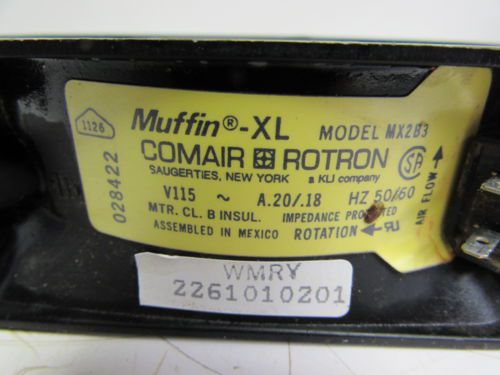 1126
Muffin®-XL MODEL MX2B3
COMAIR ROTRON
SAUGERTIES, NEW YORK a KLI company
V115 ~ A.20/.18 HZ 50/60
MTR. CL. B INSUL. IMPEDANCE PROTECTED
ASSEMBLED IN MEXICO ROTATION
AIR FLOW
028422
WMRY
2261010201